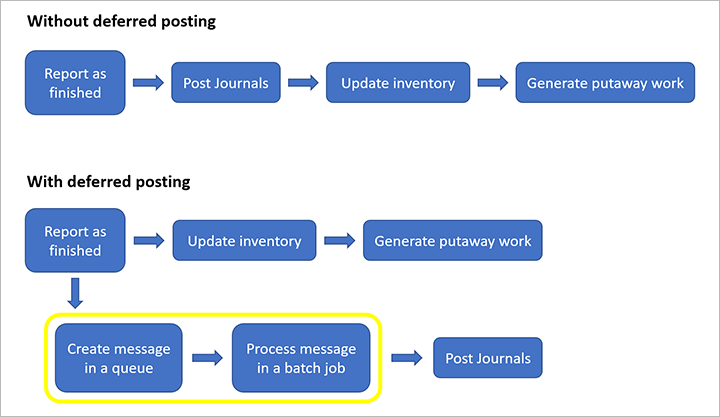 Without deferred posting
Report as
finished
Post Journals
Update inventory
Generate putaway work
With deferred posting
Report as
finished
Update inventory
Generate putaway work
Create message
in a queue
Process message
in a batch job
Post Journals